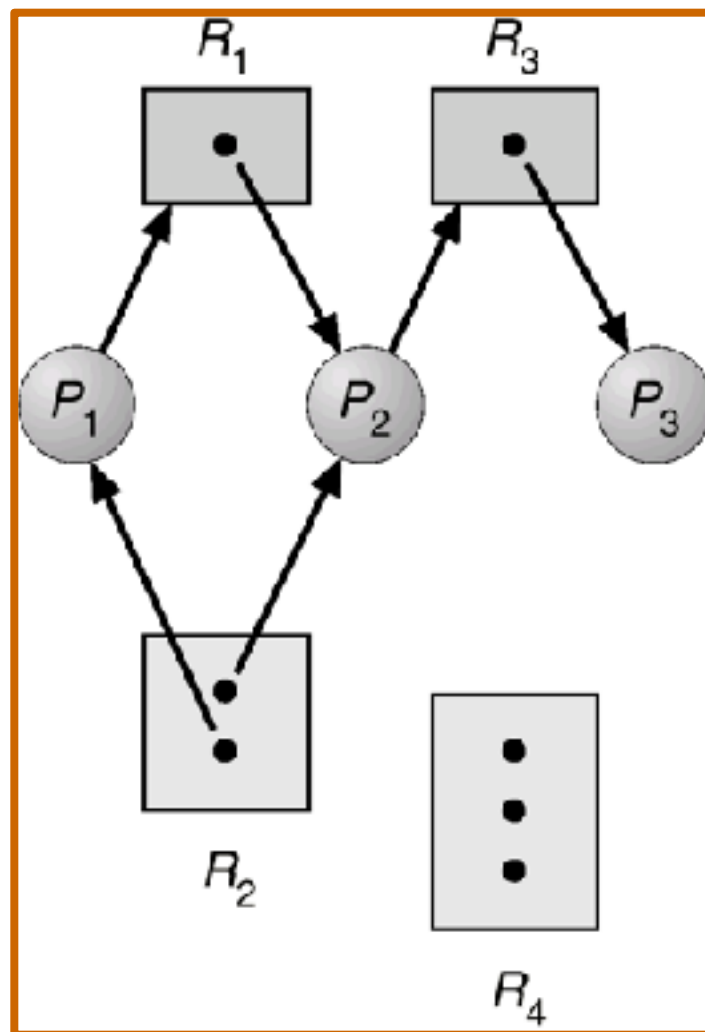 R₁ R₃
P₁ P₂ P₃
R₂
R₄